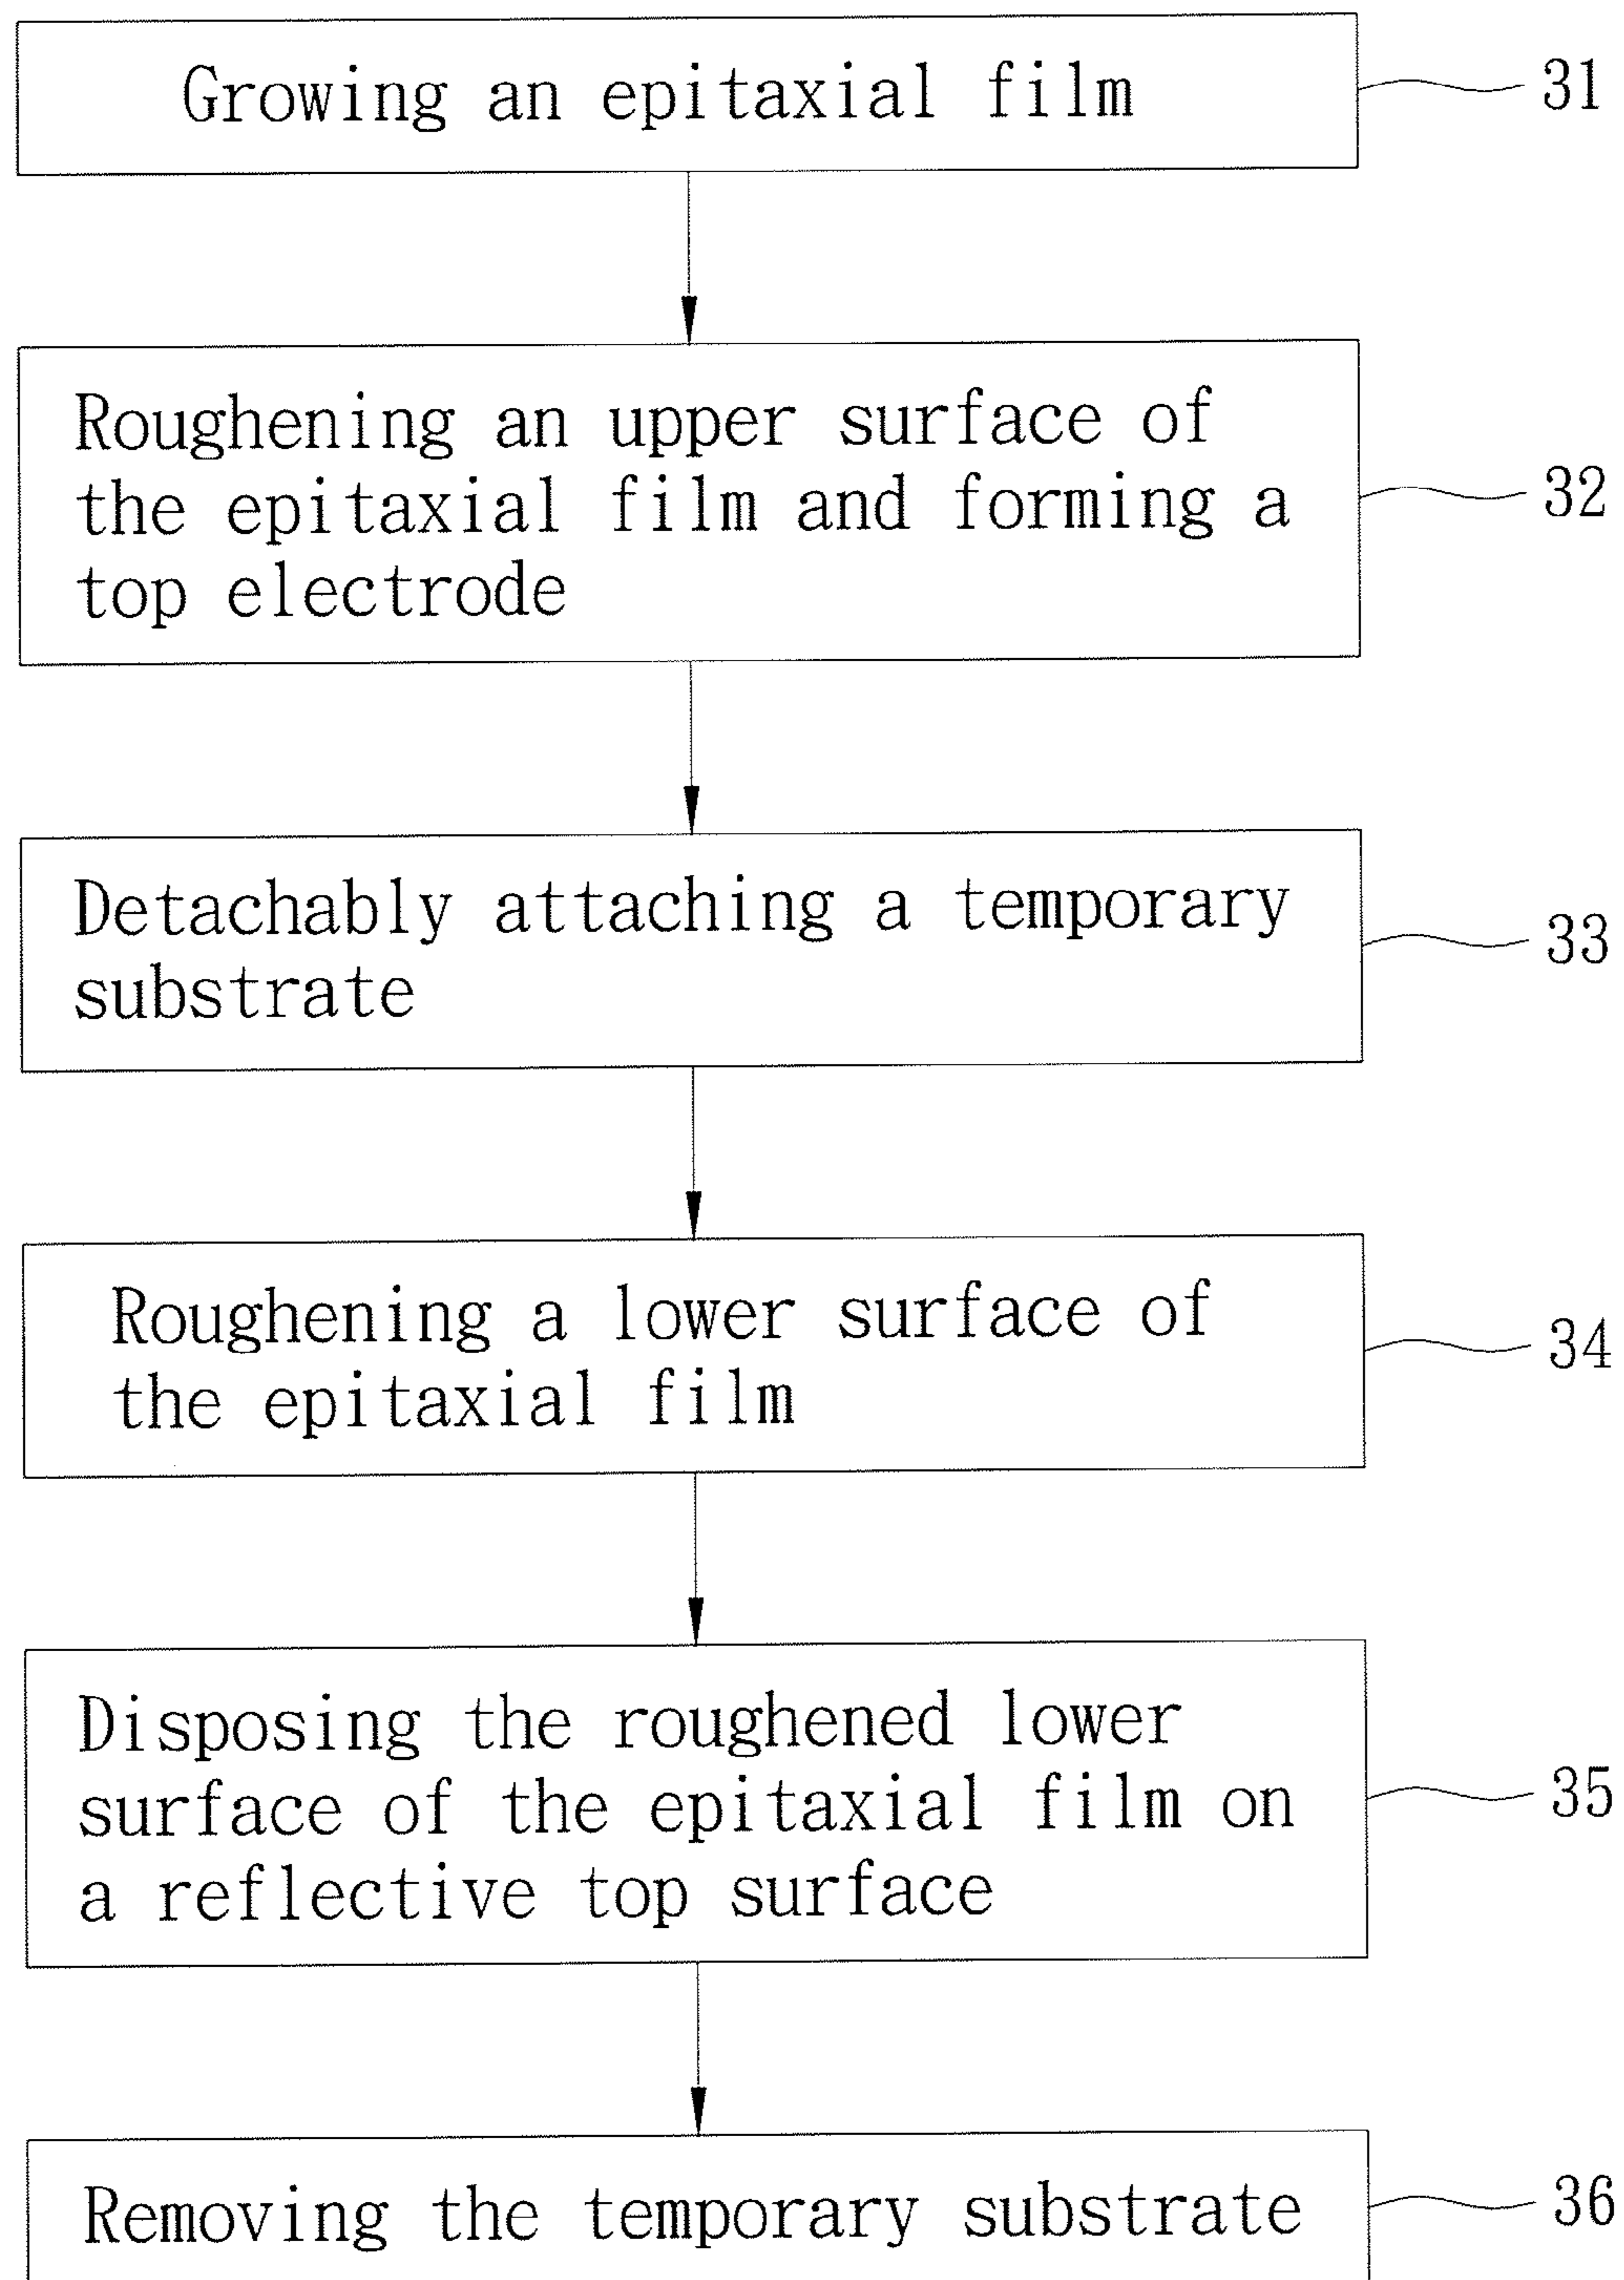 Growing an epitaxial film
31
Roughening an upper surface of
the epitaxial film and forming a
top electrode
32
Detachably attaching a temporary
substrate
33
Roughening a lower surface of
the epitaxial film
34
Disposing the roughened lower
surface of the epitaxial film on
a reflective top surface
35
Removing the temporary substrate
36